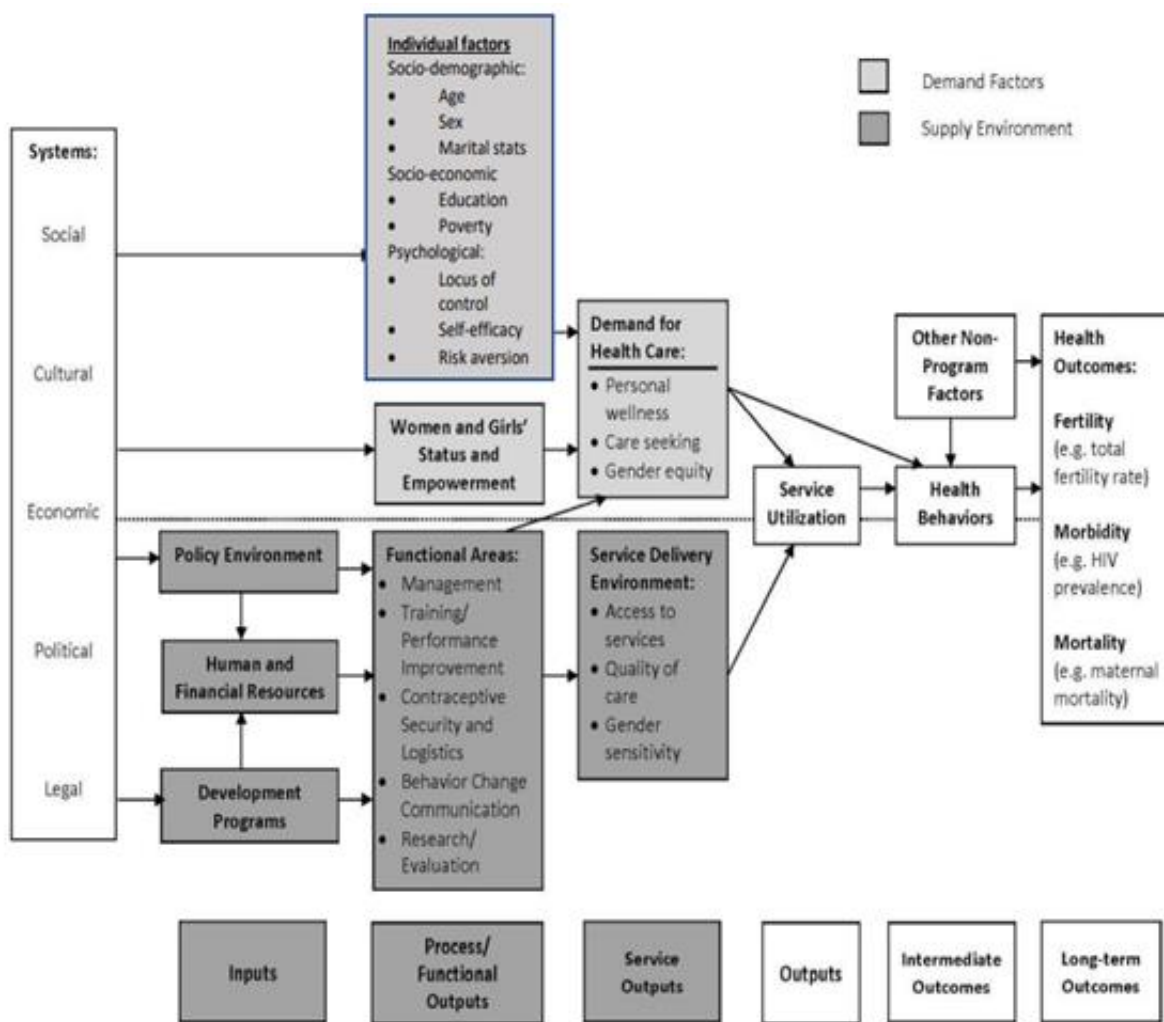 Individual factors
Socio-demographic:
• Age
• Sex
• Marital stats
Socio-economic
• Education
• Poverty
Psychological:
• Locus of
control
• Self-efficacy
• Risk aversion
Demand Factors
Supply Environment
Systems:
Social
Cultural
Economic
Political
Legal
Women and Girls'
Status and
Empowerment
Demand for
Health Care:
• Personal
wellness
• Care seeking
• Gender equity
Policy Environment
Human and
Financial Resources
Development
Programs
Functional Areas:
• Management
• Training/
Performance
Improvement
• Contraceptive
Security and
Logistics
• Behavior Change
Communication
• Research/
Evaluation
Service Delivery
Environment:
• Access to
services
• Quality of
care
• Gender
sensitivity
Service
Utilization
Other Non-
Program
Factors
Health
Behaviors
Health
Outcomes:
Fertility
(e.g. total
fertility rate)
Morbidity
(e.g. HIV
prevalence)
Mortality
(e.g. maternal
mortality)
Inputs
Process/
Functional
Outputs
Service
Outputs
Outputs
Intermediate
Outcomes
Long-term
Outcomes